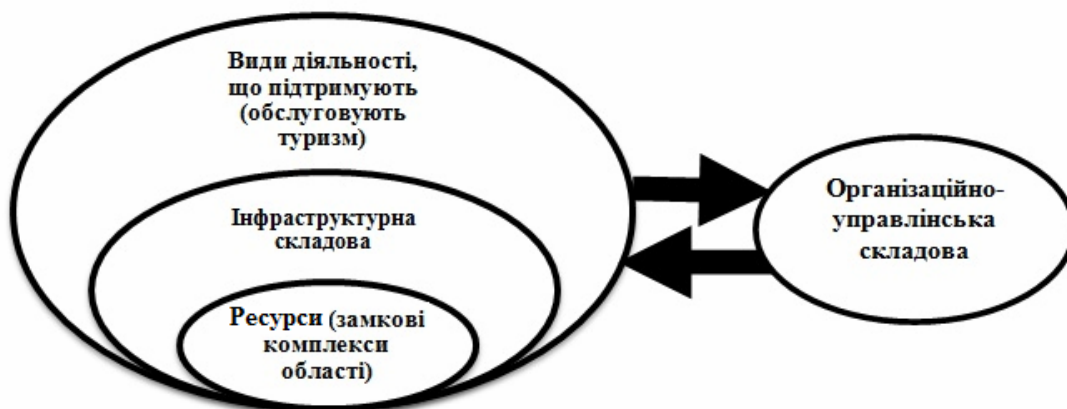 Види діяльності,
що підтримують
(обслуговують
туризм)
Інфраструктурна
складова
Ресурси (замкові
комплекси
області)
Організаційно-
управлінська
складова